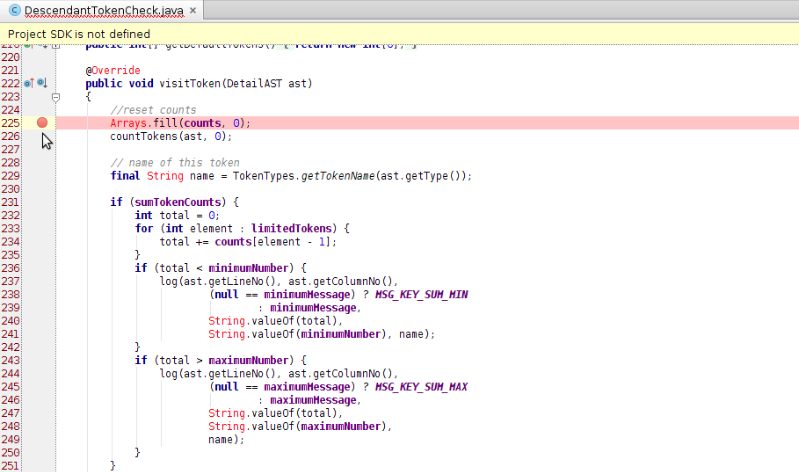 DescendantTokenCheck.java ×
Project SDK is not defined
219 public int[] getDefaultTokens() { return new int[0]; }
220
221 @Override
222 public void visitToken(DetailAST ast)
223 {
224 //reset counts
225 Arrays.fill(counts, 0);
226 countTokens(ast, 0);
227
228 // name of this token
229 final String name = TokenTypes.getTokenName(ast.getType());
230
231 if (sumTokenCounts) {
232 int total = 0;
233 for (int element : limitedTokens) {
234 total += counts[element - 1];
235 }
236 if (total < minimumNumber) {
237 log(ast.getLineNo(), ast.getColumnNo(),
238 (null == minimumMessage) ? MSG_KEY_SUM_MIN
239 : minimumMessage,
240 String.valueOf(total),
241 String.valueOf(minimumNumber), name);
242 }
243 if (total > maximumNumber) {
244 log(ast.getLineNo(), ast.getColumnNo(),
245 (null == maximumMessage) ? MSG_KEY_SUM_MAX
246 : maximumMessage,
247 String.valueOf(total),
248 String.valueOf(maximumNumber),
249 name);
250 }
251 }